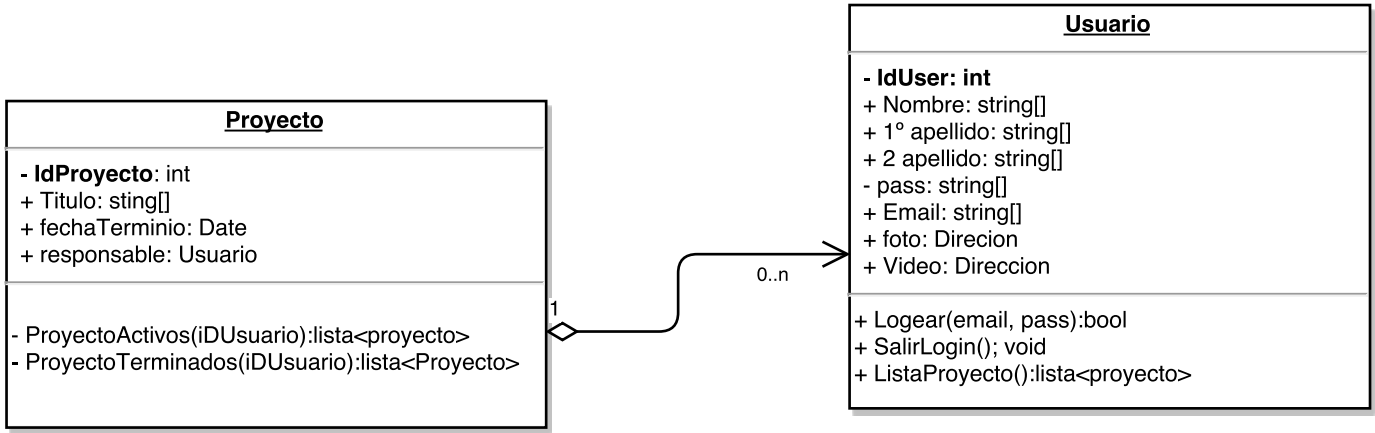 Proyecto
- IdProyecto: int
+ Titulo: sting[]
+ fechaTerminio: Date
+ responsable: Usuario
- ProyectoActivos(iDUsuario):lista<proyecto>
- ProyectoTerminados(iDUsuario):lista<Proyecto>
1
0..n
Usuario
- IdUser: int
+ Nombre: string[]
+ 1º apellido: string[]
+ 2 apellido: string[]
- pass: string[]
+ Email: string[]
+ foto: Direcion
+ Video: Direccion
+ Logear(email, pass):bool
+ SalirLogin(); void
+ ListaProyecto():lista<proyecto>